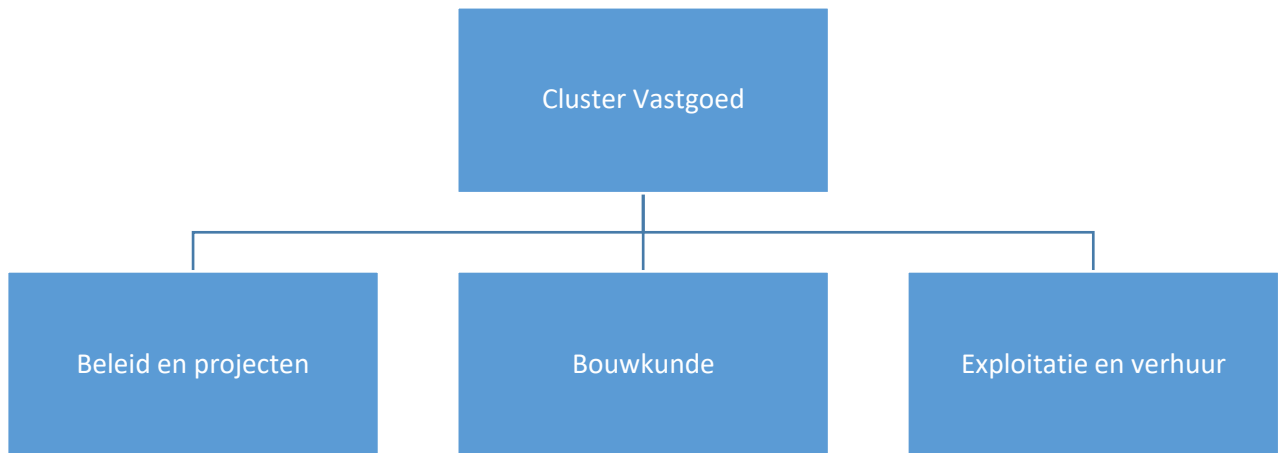 Cluster Vastgoed
Beleid en projecten
Bouwkunde
Exploitatie en verhuur